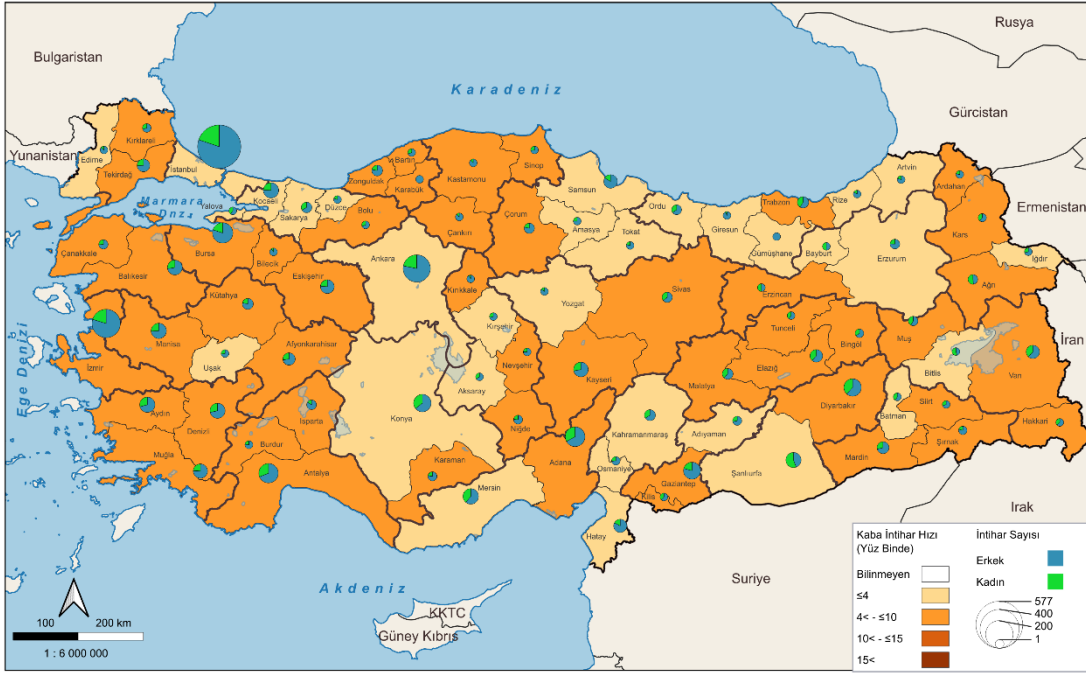 Rusya
Bulgaristan
Karadeniz
Gürcistan
Yunanistan
Kırklareli
Edirne
Tekirdağ
İstanbul
Bartın
Zonguldak
Karabük
Kastamonu
Sinop
Samsun
Artvin
Ardahan
Marmara
Dnz
Yalova
Kocaeli
Sakarya
Düzce
Bolu
Çankırı
Çorum
Amasya
Tokat
Ordu
Giresun
Trabzon
Rize
Gümüşhane
Bayburt
Erzurum
Kars
Ermenistan
Iğdır
Çanakkale
Balıkesir
Bursa
Bilecik
Eskişehir
Ankara
Kırıkkale
Yozgat
Sivas
Erzincan
Ağrı
Kütahya
Kırşehir
Tunceli
Bingöl
Muş
İran
Ege Denizi
İzmir
Manisa
Uşak
Afyonkarahisar
Nevşehir
Kayseri
Malatya
Elazığ
Bitlis
Van
Aksaray
Konya
Diyarbakır
Batman
Siirt
Aydın
Denizli
Isparta
Niğde
Kahramanmaraş
Adıyaman
Mardin
Şırnak
Hakkari
Muğla
Burdur
Antalya
Karaman
Adana
Osmaniye
Gaziantep
Şanlıurfa
Kilis
Mersin
Hatay
Irak
Suriye
Akdeniz
KKTC
Güney Kıbrıs
100 200 km
1 : 6 000 000
Kaba İntihar Hızı
(Yüz Binde)
Bilinmeyen
≤4
4< - ≤10
10< - ≤15
15<
İntihar Sayısı
Erkek
Kadın
577
400
200
1